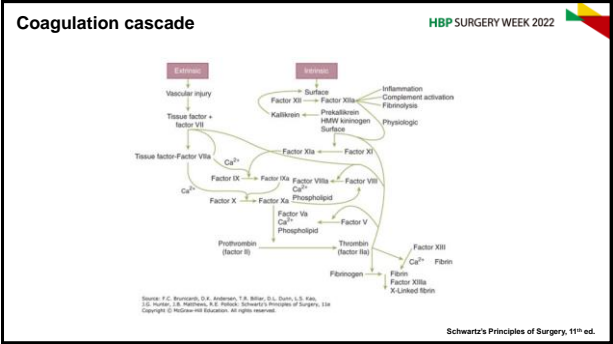 Coagulation cascade
HBP SURGERY WEEK 2022
Extrinsic
Intrinsic
Vascular injury
Surface
Factor XII
Factor XIIa
Inflammation
Complement activation
Fibrinolysis
Physiologic
Kallikrein
Prekallikrein
HMW kininogen
Surface
Tissue factor +
factor VII
Factor XIa
Factor XI
Tissue factor-Factor VIIa
Ca2+
Factor IX
Factor IXa
Factor VIIIa
Ca2+
Phospholipid
Factor VIII
Ca2+
Factor X
Factor Xa
Factor Va
Ca2+
Phospholipid
Factor V
Prothrombin
(factor II)
Thrombin
(factor IIa)
Factor XIII
Ca2+
Fibrin
Fibrinogen
Fibrin
Factor XIIIa
X-Linked fibrin
Source: F.C. Brunicardi, D.K. Andersen, T.R. Billiar, D.L. Dunn, L.S. Kao,
J.G. Hunter, J.B. Matthews, R.E. Pollock: Schwartz's Principles of Surgery, 11e
Copyright © McGraw-Hill Education. All rights reserved.
Schwartz's Principles of Surgery, 11th ed.